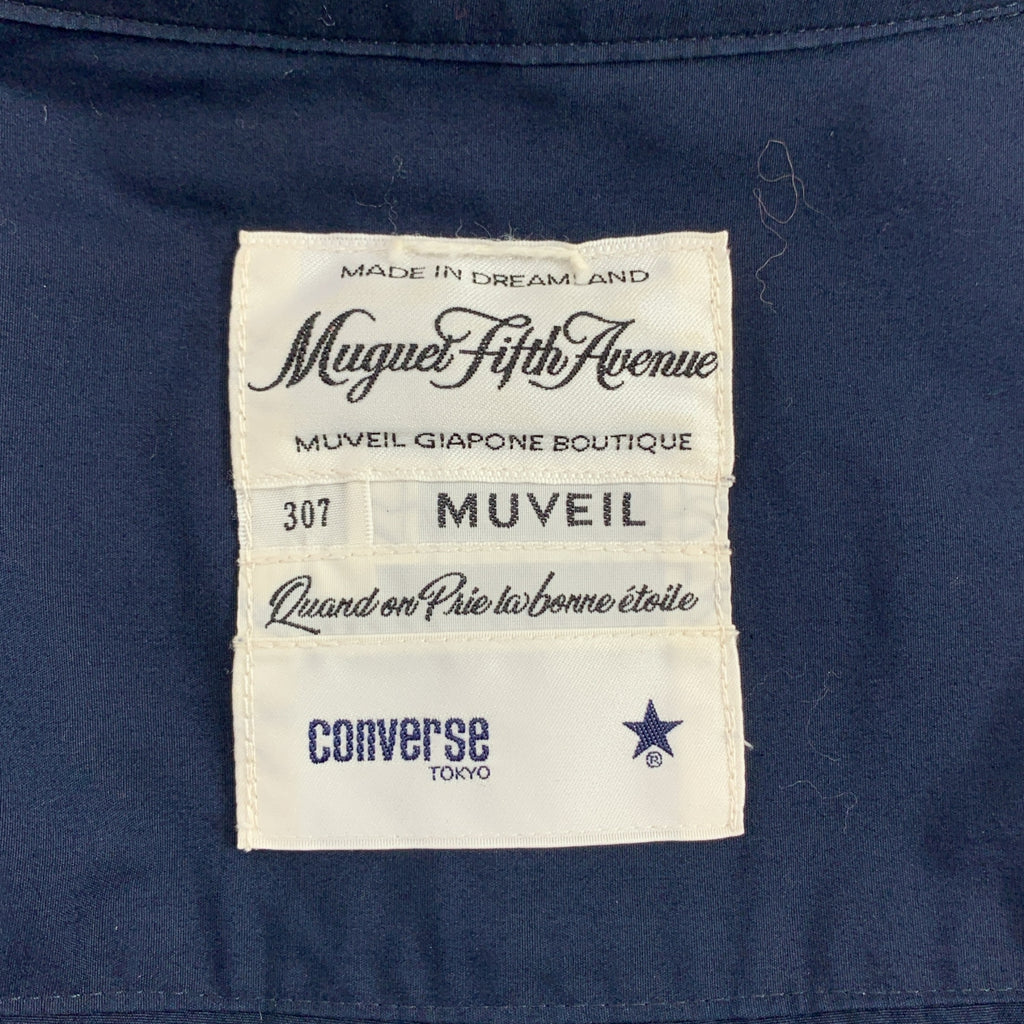 MADE IN DREAMLAND
Muguet Fifth Avenue
MUVEIL GIAPONE BOUTIQUE
307 MUVEIL
Quand on Prie la bonne étoile
converse
TOKYO
®